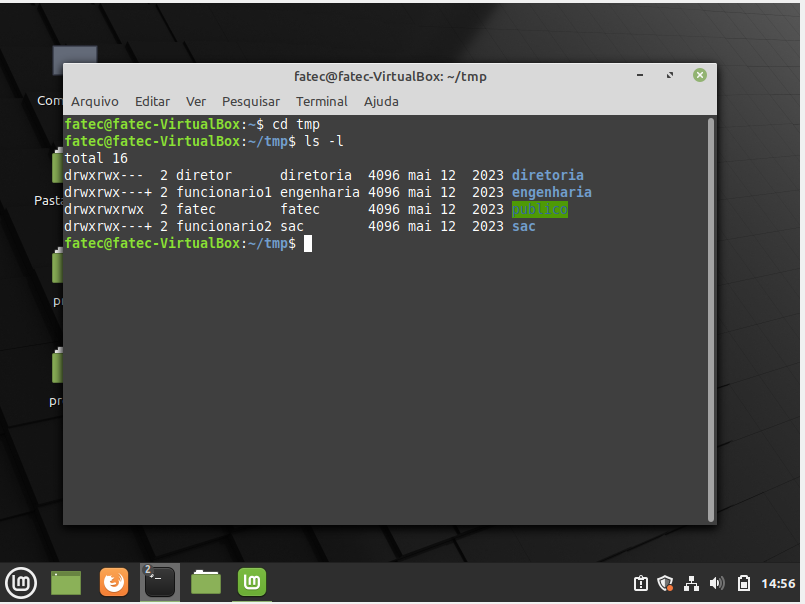 fatec@fatec-VirtualBox: ~/tmp
Arquivo Editar Ver Pesquisar Terminal Ajuda
fatec@fatec-VirtualBox:~$ cd tmp
fatec@fatec-VirtualBox:~/tmp$ ls -l
total 16
drwxrwx--- 2 diretor diretoria 4096 mai 12 2023 diretoria
drwxrwx---+ 2 funcionario1 engenharia 4096 mai 12 2023 engenharia
drwxrwxrwx 2 fatec fatec 4096 mai 12 2023 publico
drwxrwx---+ 2 funcionario2 sac 4096 mai 12 2023 sac
fatec@fatec-VirtualBox:~/tmp$
Com
Pasta
p
pr
2
14:56